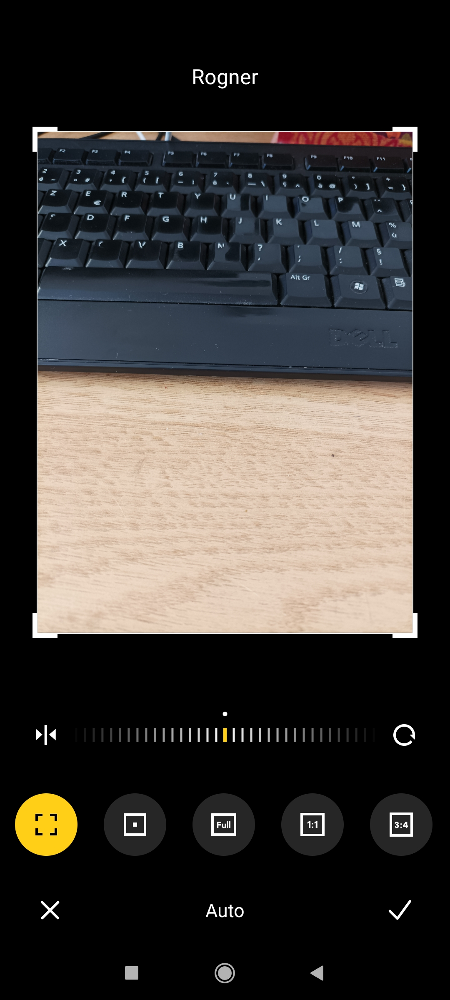 Rogner
F2 F3 F4 F5 F6 F7 F8 F9 F10 F11
2 3 4 5 6 7 8 9 0 ° +
é ~ " # ' { ( [ - | è ` _ \ ç ^ à @ ) ] = }
Z E R T Y U I O P ¨
€ ^
D F G H J K L M %
ù
X V B N ? . / §
, ; : !
Alt Gr
DELL
Full 1:1 3:4
Auto